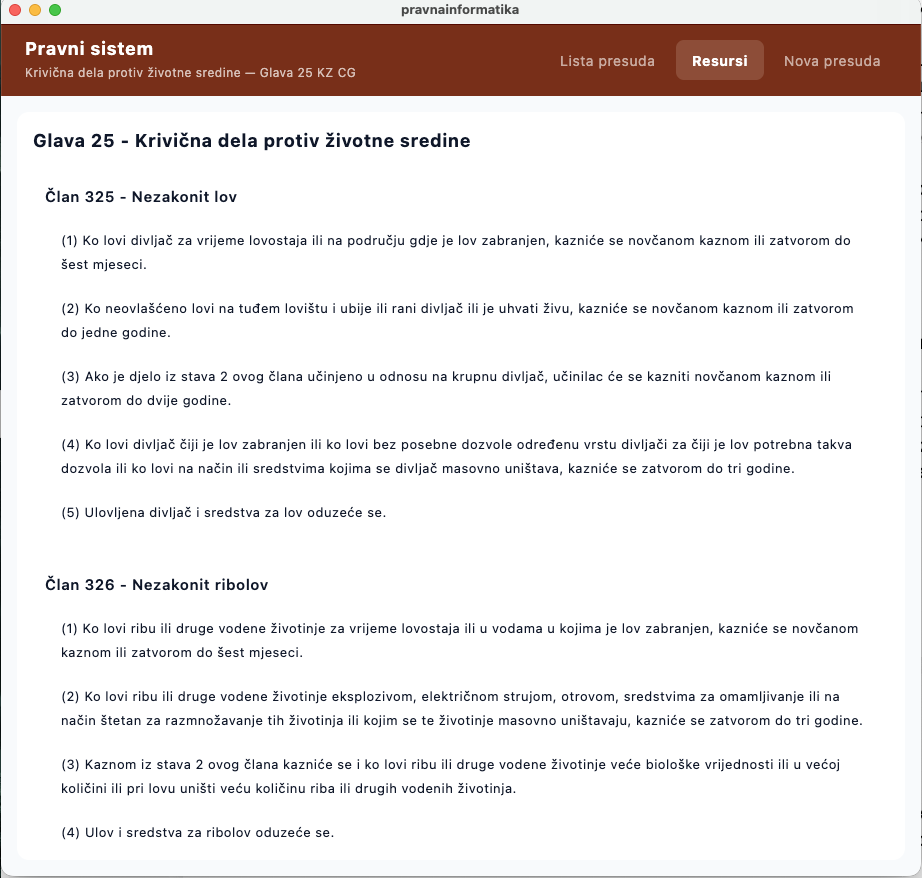 pravnainformatika
Pravni sistem
Krivična dela protiv životne sredine — Glava 25 KZ CG
Lista presuda
Resursi
Nova presuda
Glava 25 - Krivična dela protiv životne sredine
Član 325 - Nezakonit lov
(1) Ko lovi divljač za vrijeme lovostaja ili na području gdje je lov zabranjen, kazniće se novčanom kaznom ili zatvorom do
šest mjeseci.
(2) Ko neovlašćeno lovi na tuđem lovištu i ubije ili rani divljač ili je uhvati živu, kazniće se novčanom kaznom ili zatvorom
do jedne godine.
(3) Ako je djelo iz stava 2 ovog člana učinjeno u odnosu na krupnu divljač, učinilac će se kazniti novčanom kaznom ili
zatvorom do dvije godine.
(4) Ko lovi divljač čiji je lov zabranjen ili ko lovi bez posebne dozvole određenu vrstu divljači za čiji je lov potrebna takva
dozvola ili ko lovi na način ili sredstvima kojima se divljač masovno uništava, kazniće se zatvorom do tri godine.
(5) Ulovljena divljač i sredstva za lov oduzeće se.
Član 326 - Nezakonit ribolov
(1) Ko lovi ribu ili druge vodene životinje za vrijeme lovostaja ili u vodama u kojima je lov zabranjen, kazniće se novčanom
kaznom ili zatvorom do šest mjeseci.
(2) Ko lovi ribu ili druge vodene životinje eksplozivom, električnom strujom, otrovom, sredstvima za omamljivanje ili na
način štetan za razmnožavanje tih životinja ili kojim se te životinje masovno uništavaju, kazniće se zatvorom do tri godine.
(3) Kaznom iz stava 2 ovog člana kazniće se i ko lovi ribu ili druge vodene životinje veće biološke vrijednosti ili u većoj
količini ili pri lovu uništi veću količinu riba ili drugih vodenih životinja.
(4) Ulov i sredstva za ribolov oduzeće se.